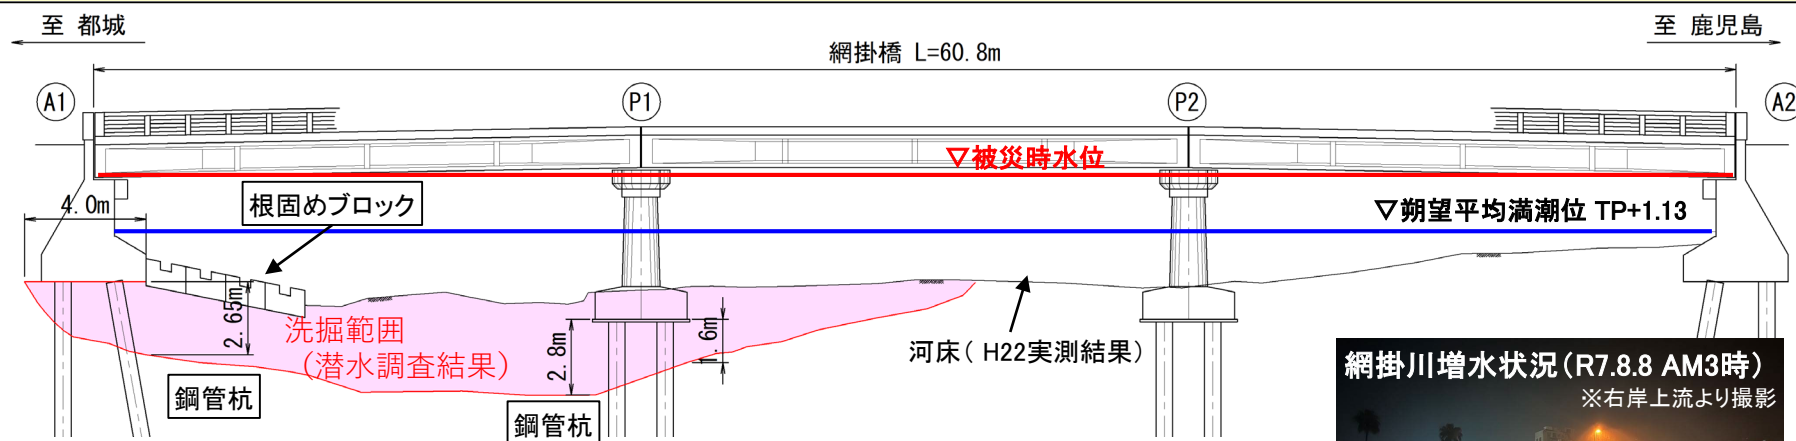 至 都城
至 鹿児島
網掛橋 L=60.8m
A1
P1
P2
A2
▽被災時水位
4.0m
根固めブロック
▽朔望平均満潮位 TP+1.13
2.65m
洗掘範囲
(潜水調査結果)
2.8m
1.6m
河床( H22実測結果)
鋼管杭
鋼管杭
網掛川増水状況(R7.8.8 AM3時)
※右岸上流より撮影